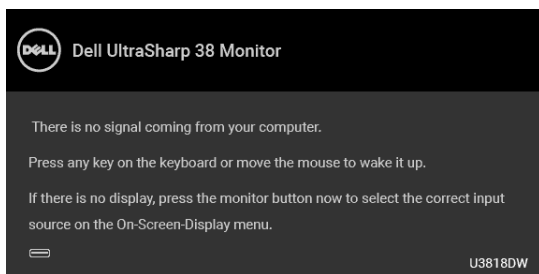 DELL Dell UltraSharp 38 Monitor
There is no signal coming from your computer.
Press any key on the keyboard or move the mouse to wake it up.
If there is no display, press the monitor button now to select the correct input
source on the On-Screen-Display menu.
U3818DW